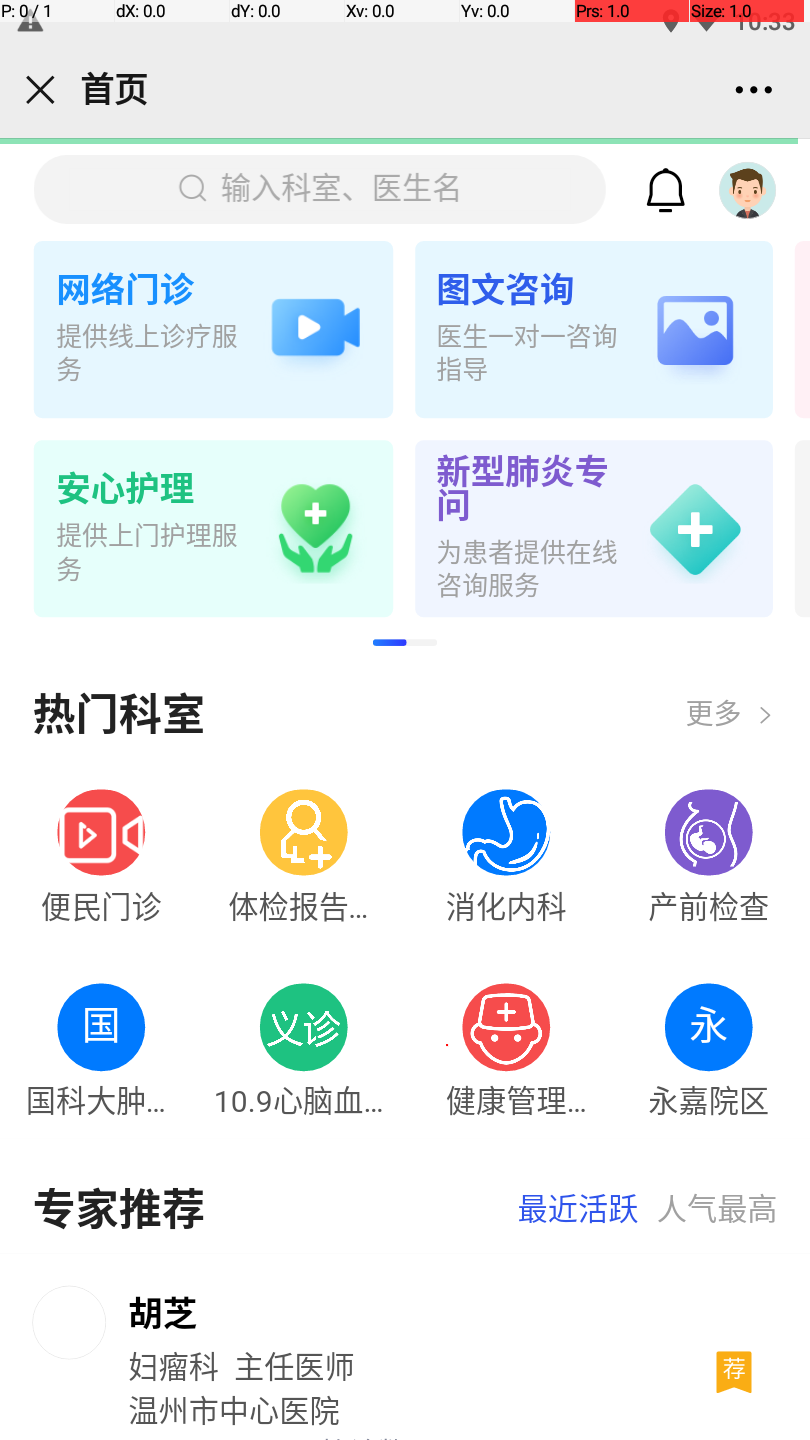 P: 0 / 1 dX: 0.0 dY: 0.0 Xv: 0.0 Yv: 0.0 Prs: 1.0 Size: 1.0
10:33
首页
输入科室、医生名
网络门诊
提供线上诊疗服
务
图文咨询
医生一对一咨询
指导
安心护理
提供上门护理服
务
新型肺炎专
问
为患者提供在线
咨询服务
热门科室 更多
便民门诊 体检报告... 消化内科 产前检查
国 义诊 永
国科大肿... 10.9心脑血... 健康管理... 永嘉院区
专家推荐 最近活跃 人气最高
胡芝
妇瘤科 主任医师
荐
温州市中心医院